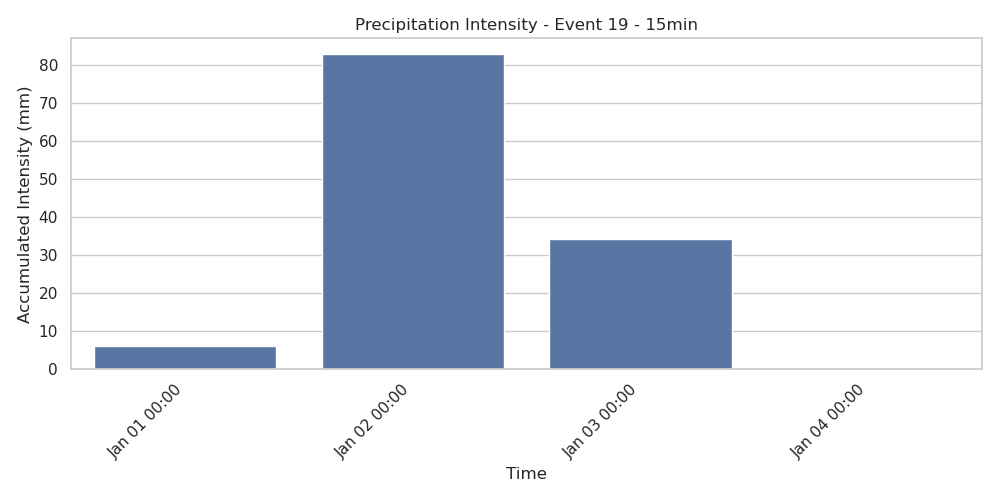 Precipitation Intensity - Event 19 - 15min
Accumulated Intensity (mm)
80
70
60
50
40
30
20
10
0
Jan 01 00:00
Jan 02 00:00
Jan 03 00:00
Jan 04 00:00
Time